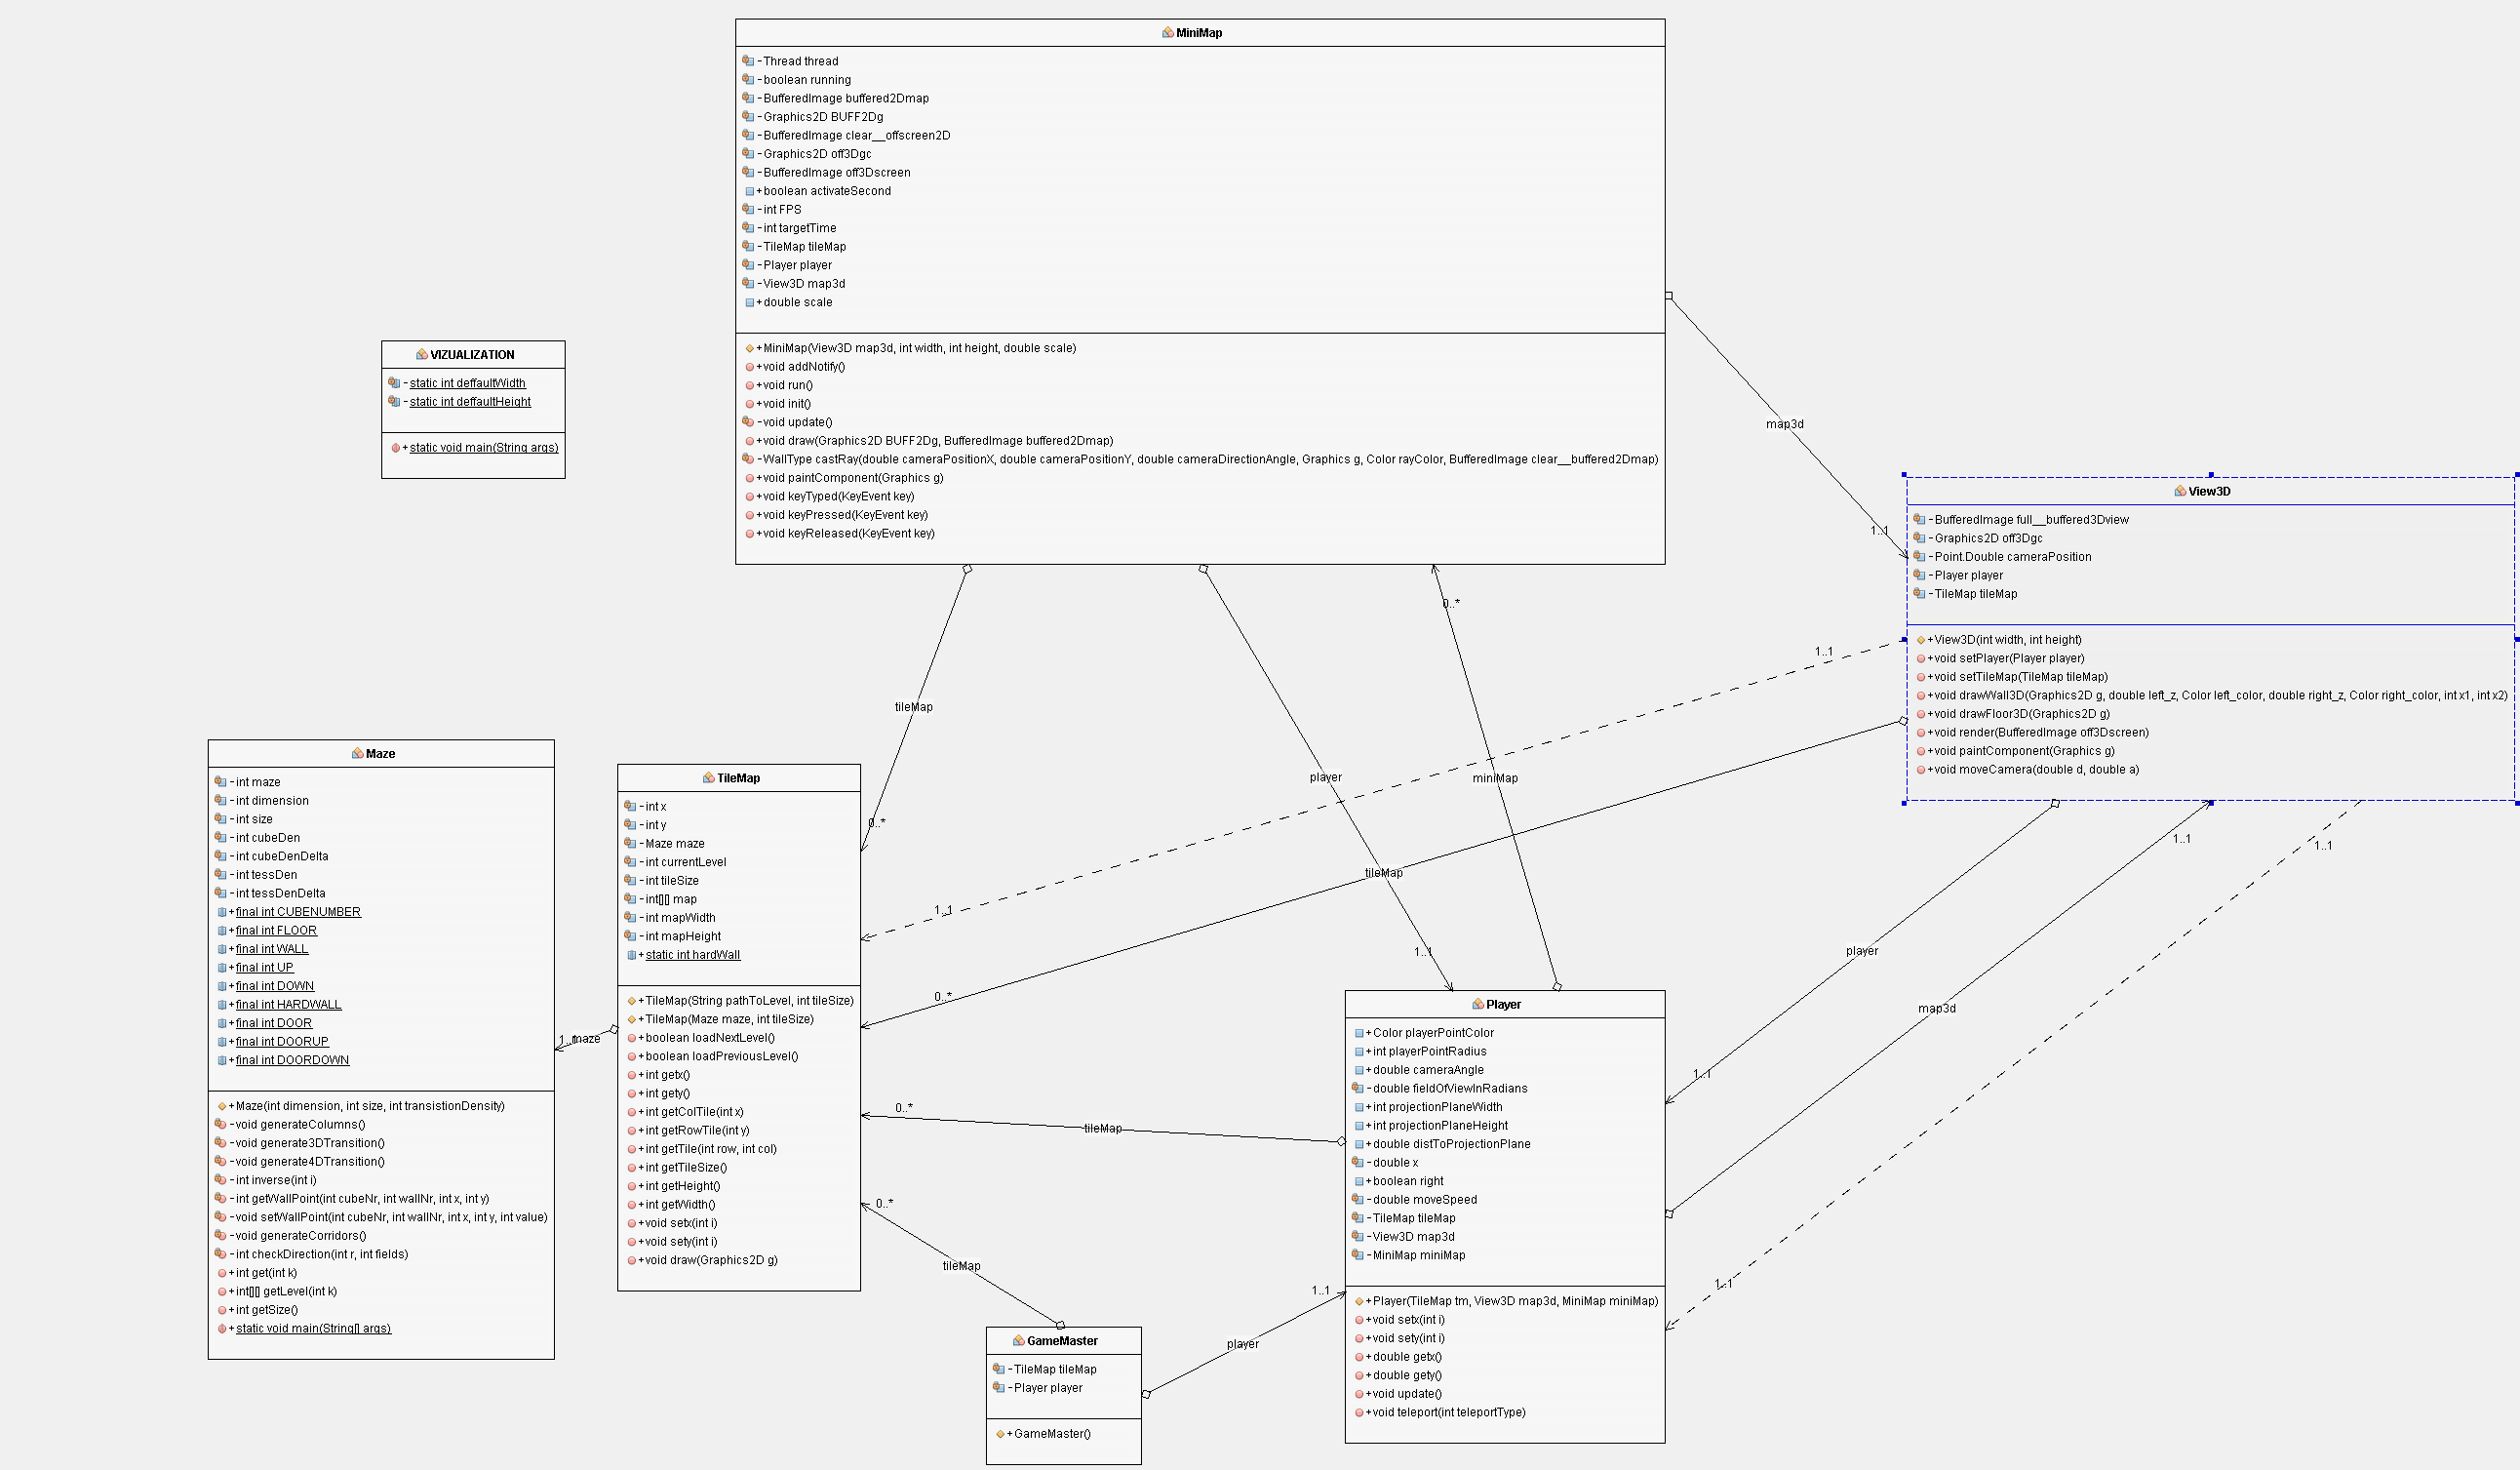 MiniMap
-Thread thread
-boolean running
-BufferedImage buffered2Dmap
-Graphics2D BUFF2Dg
-BufferedImage clear__offscreen2D
-Graphics2D off3Dgc
-BufferedImage off3Dscreen
+boolean activateSecond
-int FPS
-int targetTime
-TileMap tileMap
-Player player
-View3D map3d
+double scale
+MiniMap(View3D map3d, int width, int height, double scale)
+void addNotify()
+void run()
+void init()
-void update()
+void draw(Graphics2D BUFF2Dg, BufferedImage buffered2Dmap)
-WallType castRay(double cameraPositionX, double cameraPositionY, double cameraDirectionAngle, Graphics g, Color rayColor, BufferedImage clear__buffered2Dmap)
+void paintComponent(Graphics g)
+void keyTyped(KeyEvent key)
+void keyPressed(KeyEvent key)
+void keyReleased(KeyEvent key)
VIZUALIZATION
-static int deffaultWidth
-static int deffaultHeight
+static void main(String args)
map3d
1..1
View3D
-BufferedImage full__buffered3Dview
-Graphics2D off3Dgc
-Point.Double cameraPosition
-Player player
-TileMap tileMap
+View3D(int width, int height)
+void setPlayer(Player player)
+void setTileMap(TileMap tileMap)
+void drawWall3D(Graphics2D g, double left_z, Color left_color, double right_z, Color right_color, int x1, int x2)
+void drawFloor3D(Graphics2D g)
+void render(BufferedImage off3Dscreen)
+void paintComponent(Graphics g)
+void moveCamera(double d, double a)
0..*
1..1
tileMap
player
miniMap
0..*
tileMap
1..1
1..1
1..1
1..1
0..*
player
map3d
1..1
1..1
Maze
-int maze
-int dimension
-int size
-int cubeDen
-int cubeDenDelta
-int tessDen
-int tessDenDelta
+final int CUBENUMBER
+final int FLOOR
+final int WALL
+final int UP
+final int DOWN
+final int HARDWALL
+final int DOOR
+final int DOORUP
+final int DOORDOWN
+Maze(int dimension, int size, int transistionDensity)
-void generateColumns()
-void generate3DTransition()
-void generate4DTransition()
-int inverse(int i)
-int getWallPoint(int cubeNr, int wallNr, int x, int y)
-void setWallPoint(int cubeNr, int wallNr, int x, int y, int value)
-void generateCorridors()
-int checkDirection(int r, int fields)
+int get(int k)
+int[][] getLevel(int k)
+int getSize()
+static void main(String[] args)
1..1
maze
TileMap
-int x
-int y
-Maze maze
-int currentLevel
-int tileSize
-int[][] map
-int mapWidth
-int mapHeight
+static int hardWall
+TileMap(String pathToLevel, int tileSize)
+TileMap(Maze maze, int tileSize)
+boolean loadNextLevel()
+boolean loadPreviousLevel()
+int getx()
+int gety()
+int getColTile(int x)
+int getRowTile(int y)
+int getTile(int row, int col)
+int getTileSize()
+int getHeight()
+int getWidth()
+void setx(int i)
+void sety(int i)
+void draw(Graphics2D g)
0..*
tileMap
0..*
tileMap
1..1
player
GameMaster
-TileMap tileMap
-Player player
+GameMaster()
Player
+Color playerPointColor
+int playerPointRadius
+double cameraAngle
-double fieldOfViewInRadians
+int projectionPlaneWidth
+int projectionPlaneHeight
+double distToProjectionPlane
-double x
+boolean right
-double moveSpeed
-TileMap tileMap
-View3D map3d
-MiniMap miniMap
+Player(TileMap tm, View3D map3d, MiniMap miniMap)
+void setx(int i)
+void sety(int i)
+double getx()
+double gety()
+void update()
+void teleport(int teleportType)